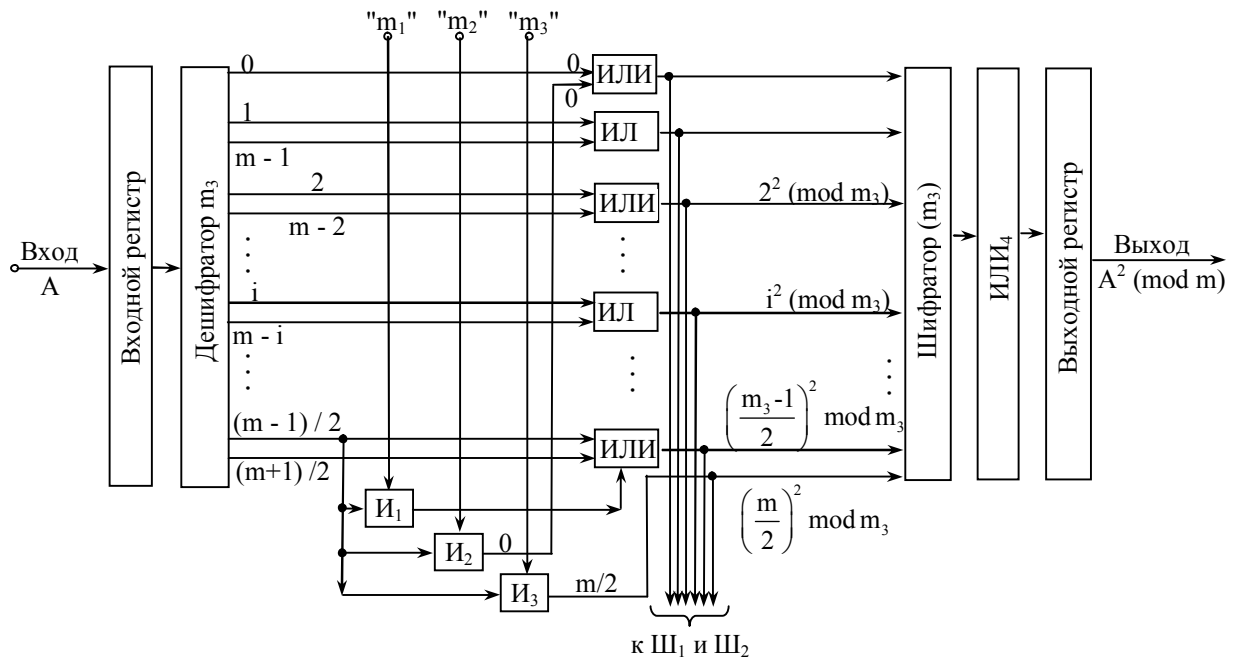 "m₁" "m₂" "m₃"
Вход
A
Входной регистр
Дешифратор m₃
0
1
m - 1
2
m - 2
i
m - i
(m - 1) / 2
(m+1) /2
0
0
ИЛИ
ИЛ
ИЛИ
ИЛ
ИЛИ
И₁
И₂
0
И₃
m/2
2² (mod m₃)
i² (mod m₃)
(m₃-1 / 2)² mod m₃
(m / 2)² mod m₃
к Ш₁ и Ш₂
Шифратор (m₃)
ИЛИ₄
Выходной регистр
Выход
A² (mod m)